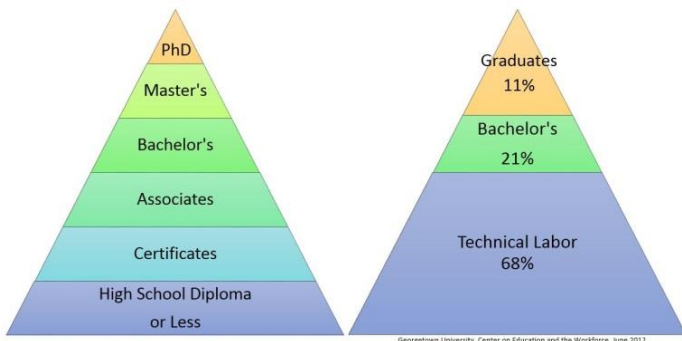 PhD
Master's
Bachelor's
Associates
Certificates
High School Diploma
or Less
Graduates
11%
Bachelor's
21%
Technical Labor
68%
Georgetown University, Center on Education and the Workforce, June 2012